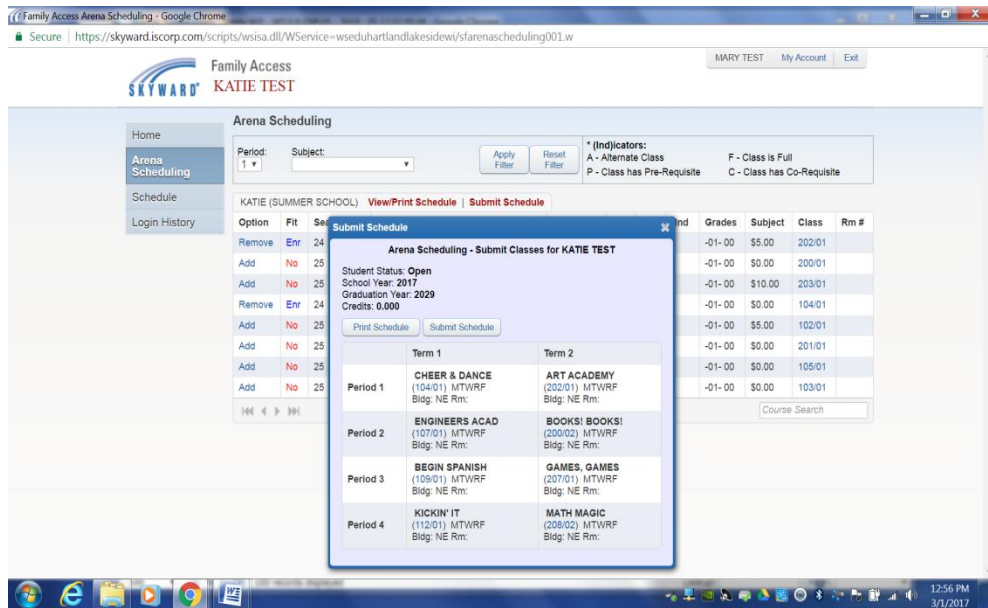 Family Access Arena Scheduling - Google Chrome
Secure | https://skyward.iscorp.com/scripts/wsisa.dll/WService=wseduhartlandlakesidewi/sfarenascheduling001.w
SKYWARD®
Family Access
KATIE TEST
MARY TEST My Account Exit
Home
Arena Scheduling
Schedule
Login History
Arena Scheduling
Period: Subject:
1
Apply Filter Reset Filter
* (Ind)icators:
A - Alternate Class F - Class is Full
P - Class has Pre-Requisite C - Class has Co-Requisite
KATIE (SUMMER SCHOOL) View/Print Schedule | Submit Schedule
Option Fit Grades Subject Class Rm #
Remove Enr 24 -01- 00 $5.00 202/01
Add No 25 -01- 00 $0.00 200/01
Add No 25 -01- 00 $10.00 203/01
Remove Enr 24 -01- 00 $0.00 104/01
Add No 25 -01- 00 $5.00 102/01
Add No 25 -01- 00 $0.00 201/01
Add No 25 -01- 00 $0.00 105/01
Add No 25 -01- 00 $0.00 103/01
Course Search
Submit Schedule
Arena Scheduling - Submit Classes for KATIE TEST
Student Status: Open
School Year: 2017
Graduation Year: 2029
Credits: 0.000
Print Schedule Submit Schedule
Term 1 Term 2
Period 1
CHEER & DANCE
(104/01) MTWRF
Bldg: NE Rm:
ART ACADEMY
(202/01) MTWRF
Bldg: NE Rm:
Period 2
ENGINEERS ACAD
(107/01) MTWRF
Bldg: NE Rm:
BOOKS! BOOKS!
(200/02) MTWRF
Bldg: NE Rm:
Period 3
BEGIN SPANISH
(109/01) MTWRF
Bldg: NE Rm:
GAMES, GAMES
(207/01) MTWRF
Bldg: NE Rm:
Period 4
KICKIN' IT
(112/01) MTWRF
Bldg: NE Rm:
MATH MAGIC
(208/02) MTWRF
Bldg: NE Rm:
12:56 PM
3/1/2017